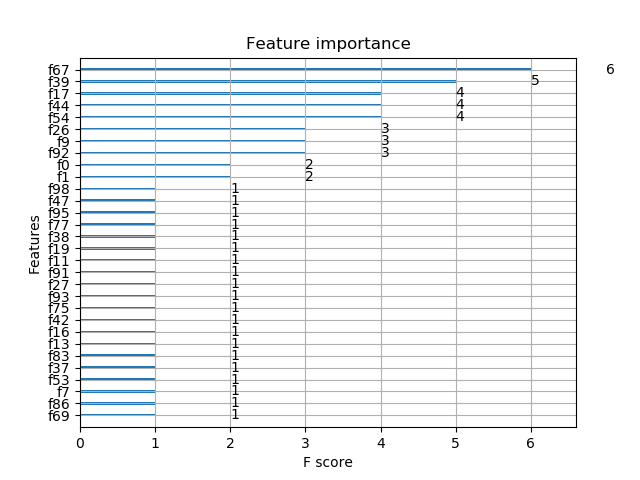 Feature importance
f67 6
f39 5
f17 4
f44 4
f54 4
f26 3
f9 3
f92 3
f0 2
f1 2
f98 1
f47 1
f95 1
f77 1
f38 1
f19 1
f11 1
f91 1
f27 1
f93 1
f75 1
f42 1
f16 1
f13 1
f83 1
f37 1
f53 1
f7 1
f86 1
f69 1
Features
0 1 2 3 4 5 6
F score